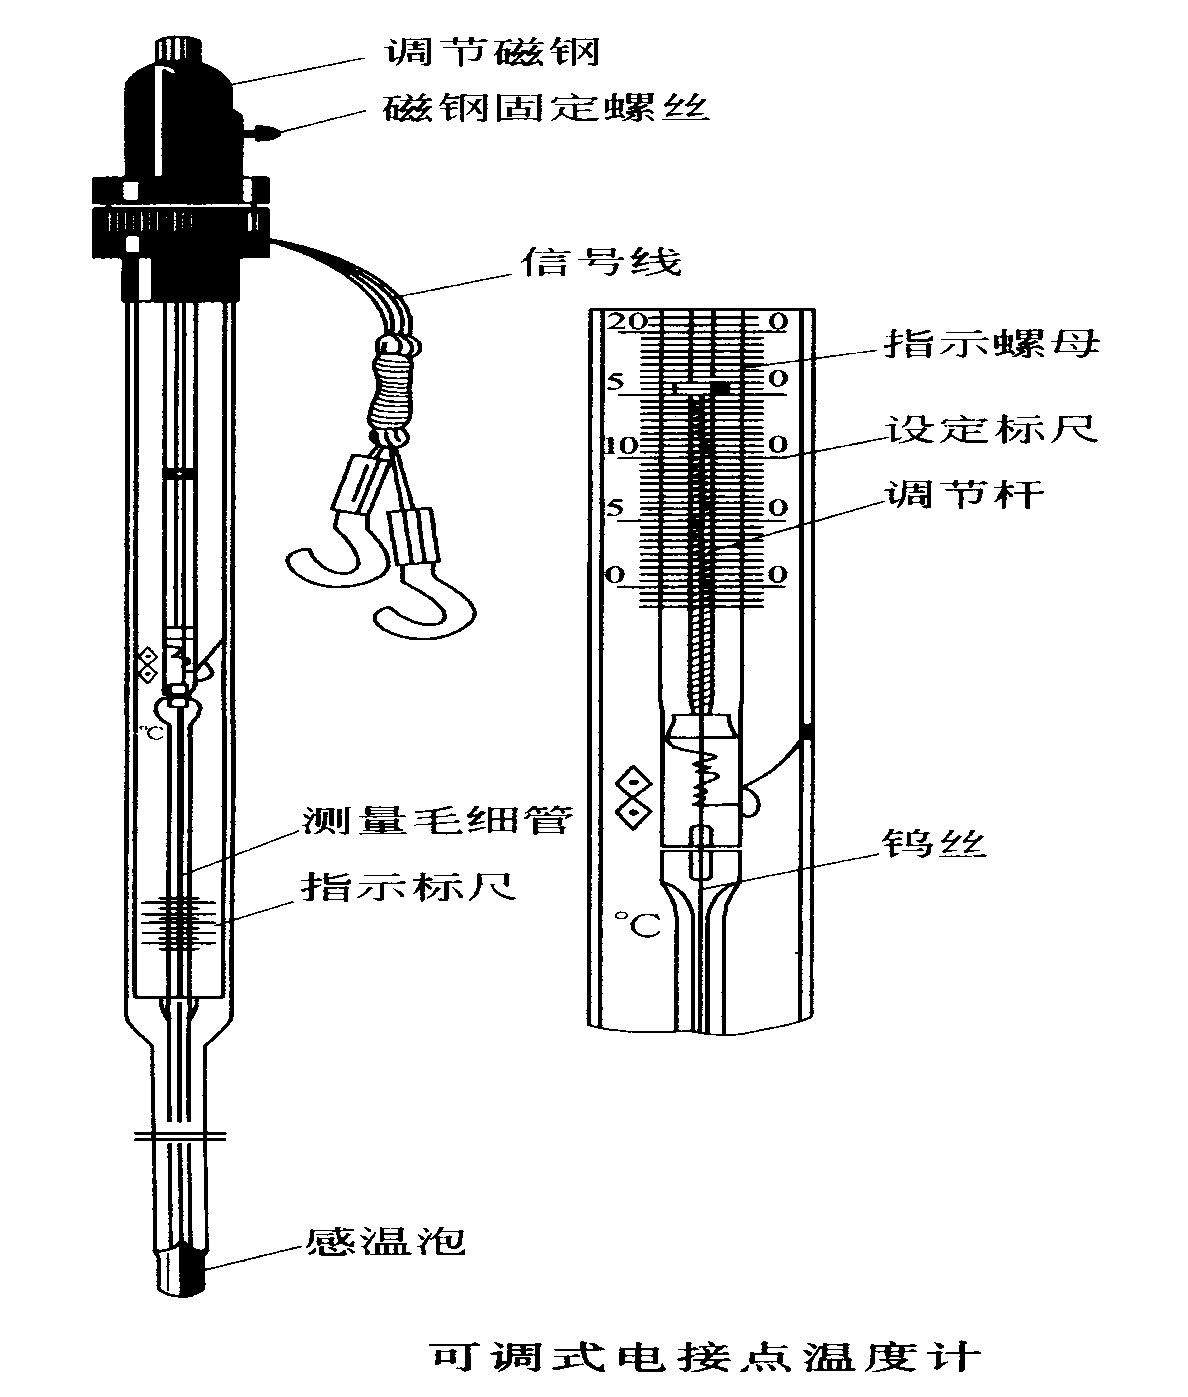 调节磁钢
磁钢固定螺丝
信号线
20 0
指示螺母
5 0
设定标尺
10 0
调节杆
5 0
0 0
℃
测量毛细管
钨丝
指示标尺
℃
感温泡
可调式电接点温度计